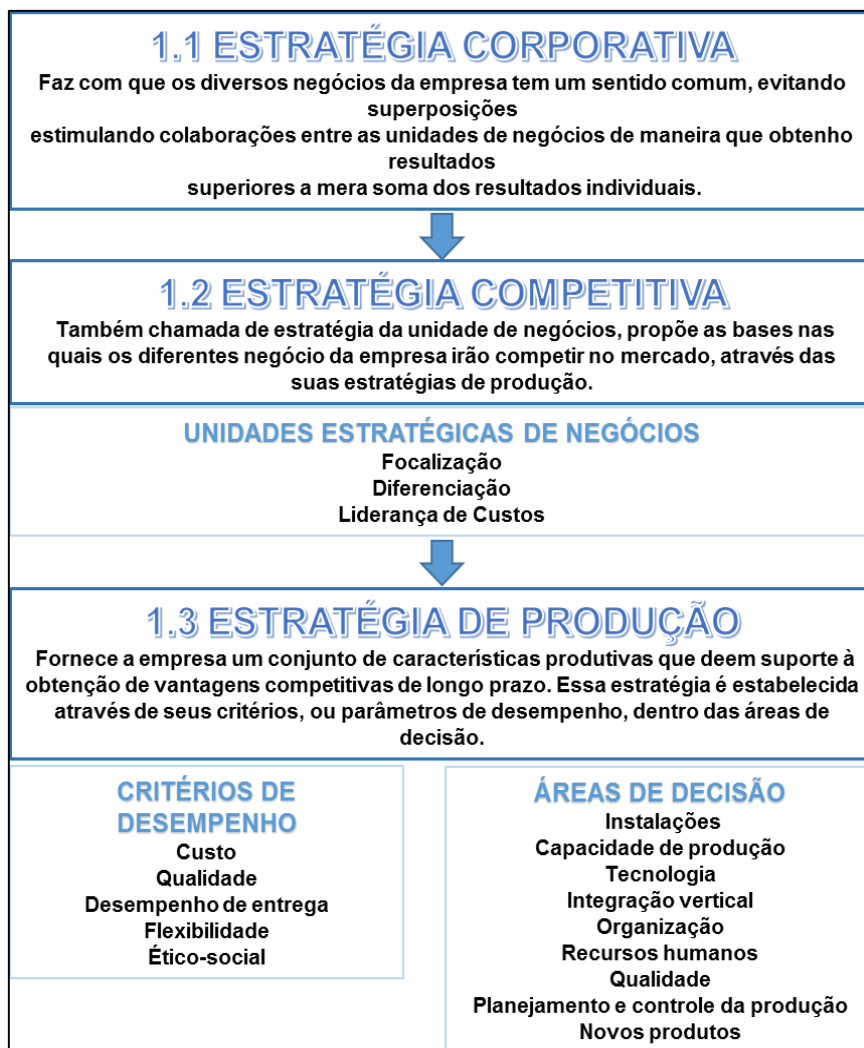 1.1 ESTRATÉGIA CORPORATIVA
Faz com que os diversos negócios da empresa tem um sentido comum, evitando
superposições
estimulando colaborações entre as unidades de negócios de maneira que obtenho
resultados
superiores a mera soma dos resultados individuais.
1.2 ESTRATÉGIA COMPETITIVA
Também chamada de estratégia da unidade de negócios, propõe as bases nas
quais os diferentes negócio da empresa irão competir no mercado, através das
suas estratégias de produção.
UNIDADES ESTRATÉGICAS DE NEGÓCIOS
Focalização
Diferenciação
Liderança de Custos
1.3 ESTRATÉGIA DE PRODUÇÃO
Fornece a empresa um conjunto de características produtivas que deem suporte à
obtenção de vantagens competitivas de longo prazo. Essa estratégia é estabelecida
através de seus critérios, ou parâmetros de desempenho, dentro das áreas de
decisão.
CRITÉRIOS DE
DESEMPENHO
Custo
Qualidade
Desempenho de entrega
Flexibilidade
Ético-social
ÁREAS DE DECISÃO
Instalações
Capacidade de produção
Tecnologia
Integração vertical
Organização
Recursos humanos
Qualidade
Planejamento e controle da produção
Novos produtos